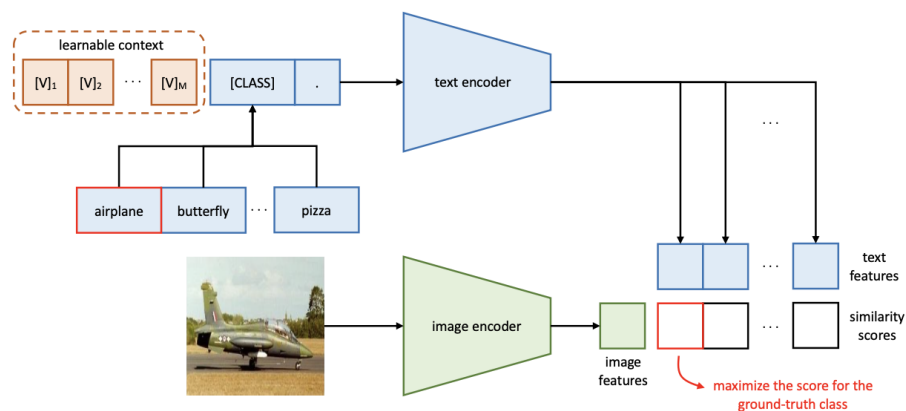 learnable context
[V]₁ [V]₂ ··· [V]M [CLASS] .
text encoder
···
airplane butterfly ··· pizza
··· text
features
image encoder
··· similarity
scores
image
features
maximize the score for the
ground-truth class